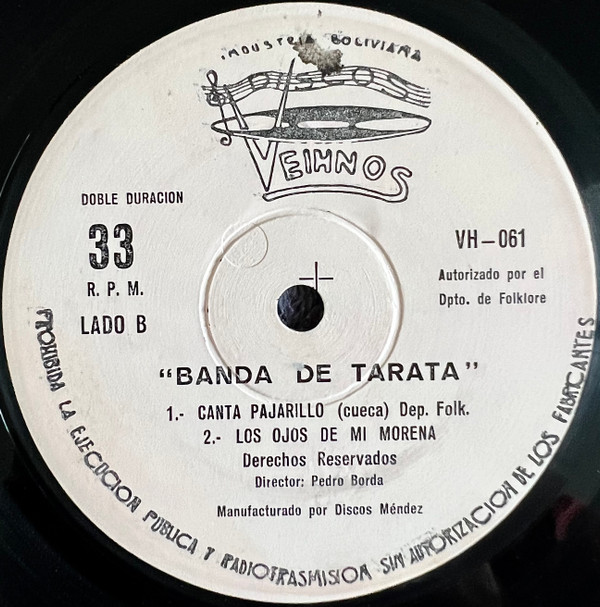 INDUSTRIA BOLIVIANA
DISCOS
VEIHNOS
DOBLE DURACION
33
R. P. M.
LADO B
VH-061
Autorizado por el
Dpto. de Folklore
"BANDA DE TARATA"
1.- CANTA PAJARILLO (cueca) Dep. Folk.
2.- LOS OJOS DE MI MORENA
Derechos Reservados
Director: Pedro Borda
Manufacturado por Discos Méndez
PROHIBIDA LA EJECUCION PUBLICA Y RADIOTRASMISION SIN AUTORIZACION DE LOS FABRICANTES